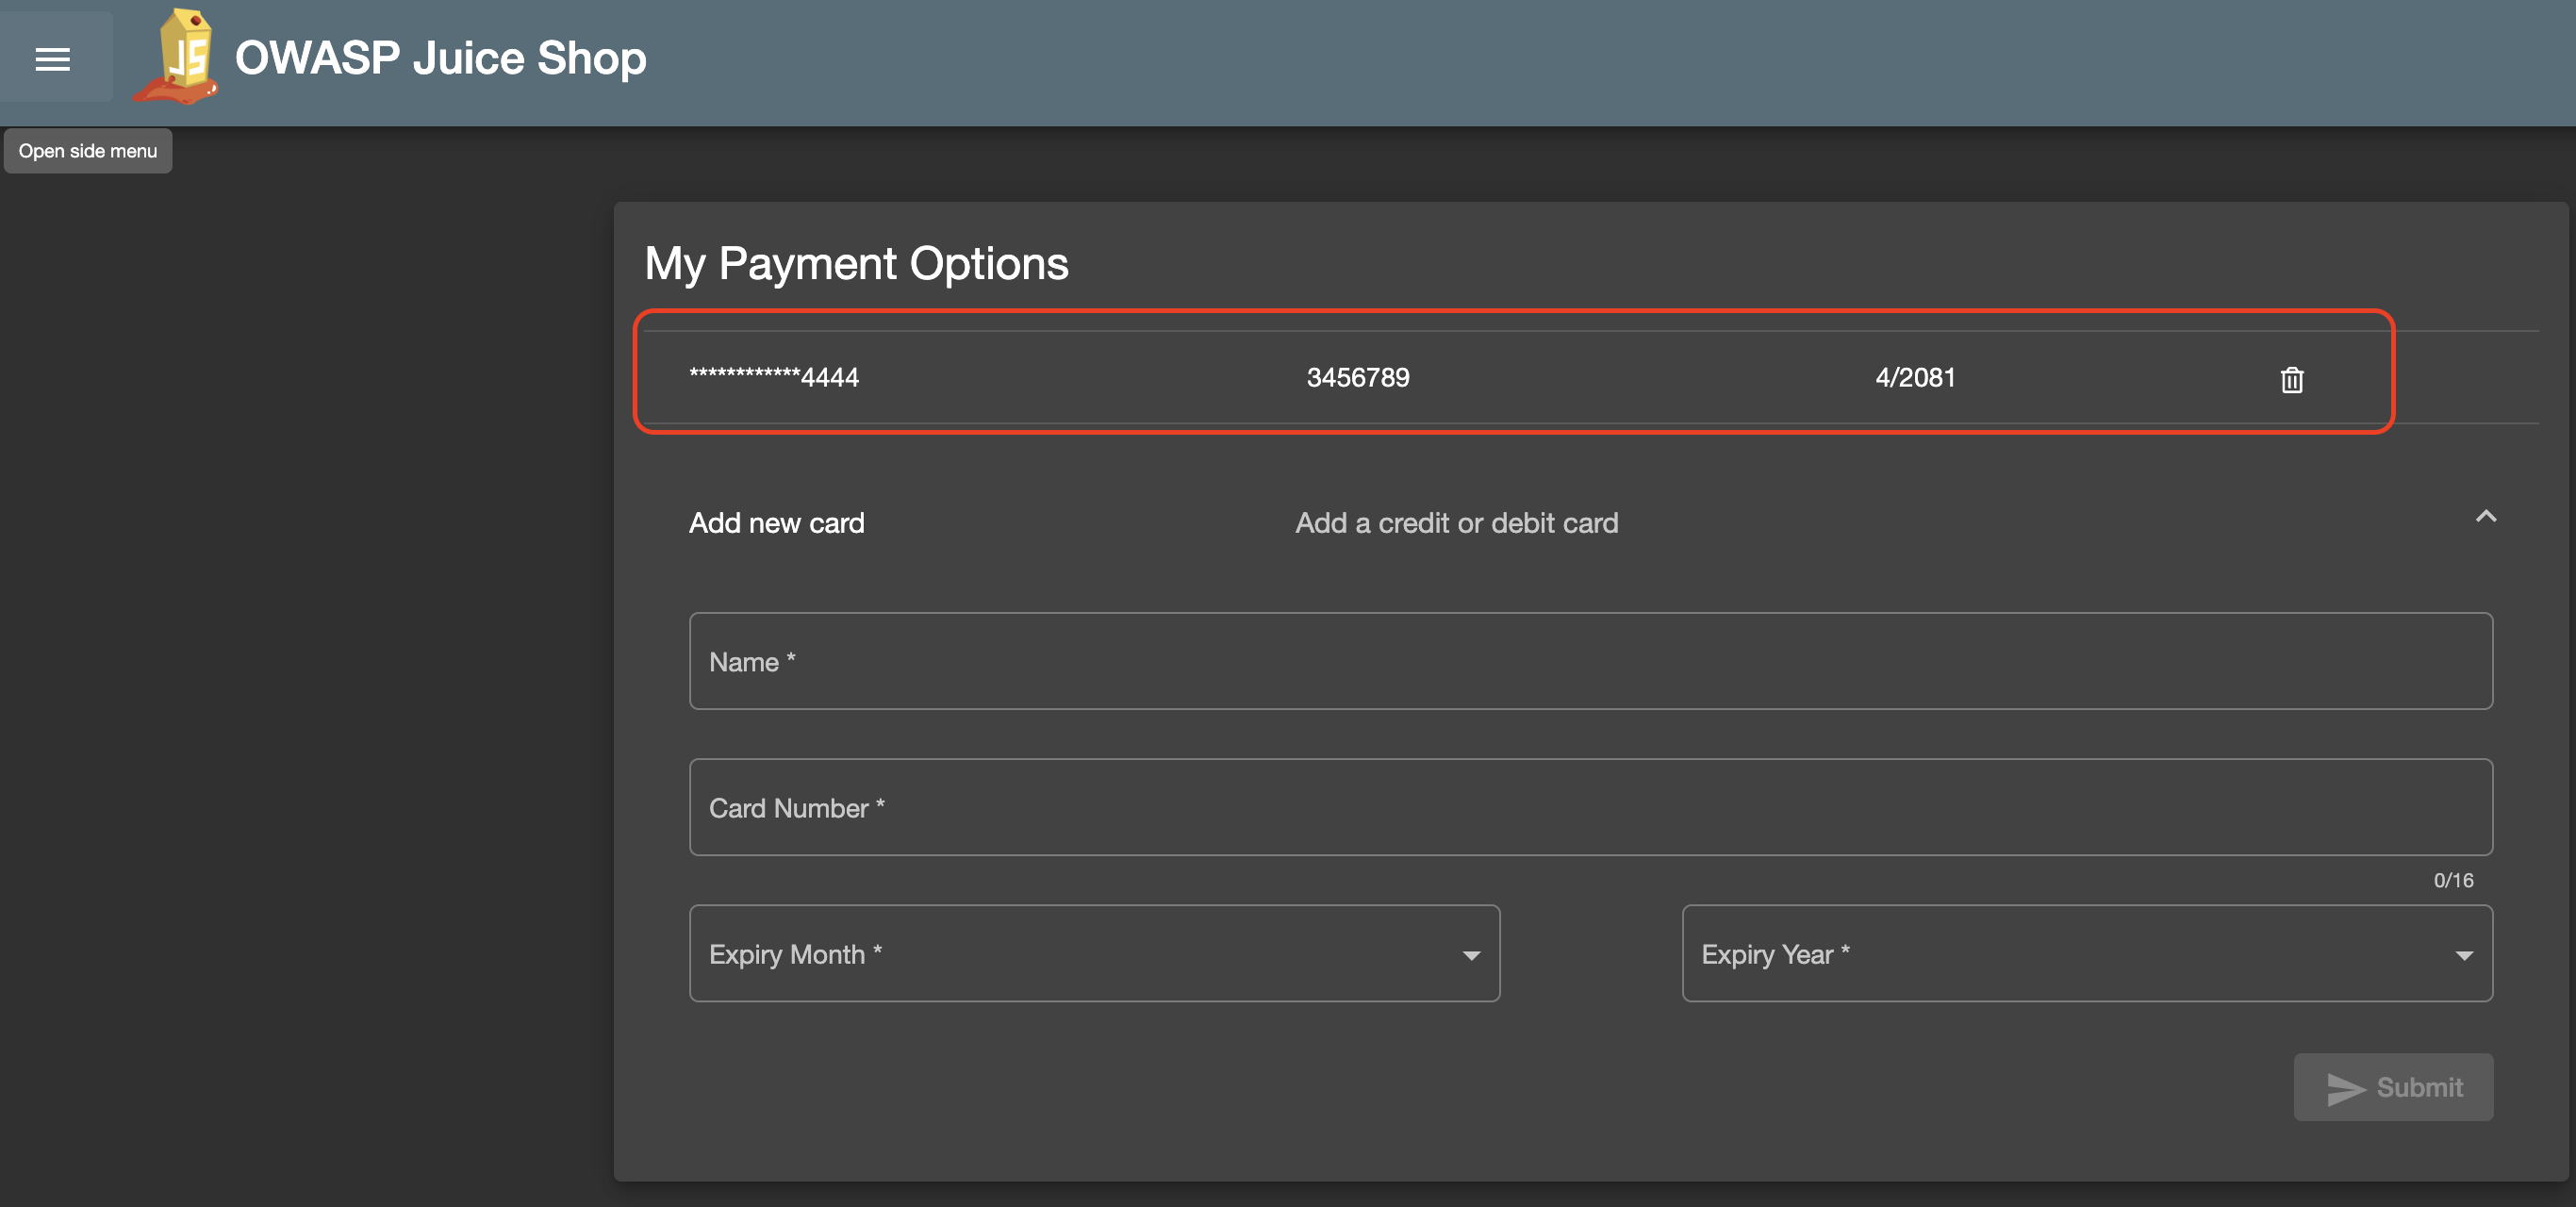 JS
OWASP Juice Shop
Open side menu
My Payment Options
************4444 3456789 4/2081
Add new card Add a credit or debit card
Name *
Card Number *
0/16
Expiry Month * Expiry Year *
Submit